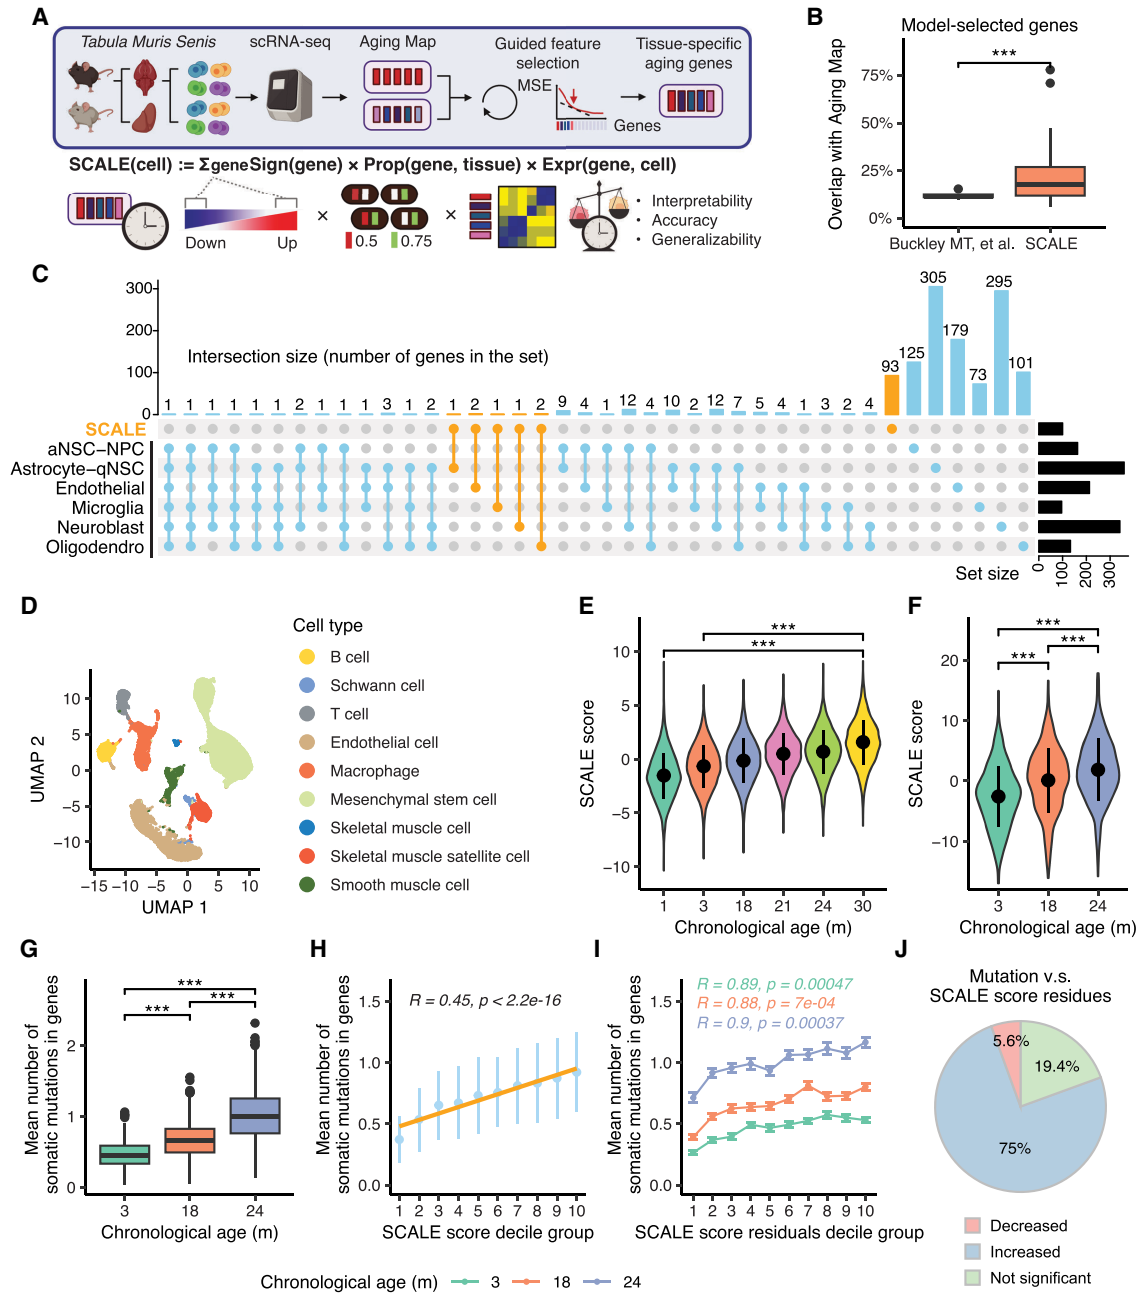 A
Tabula Muris Senis
scRNA-seq
Aging Map
Guided feature
selection
Tissue-specific
aging genes
MSE
Genes
SCALE(cell) := ΣgeneSign(gene) × Prop(gene, tissue) × Expr(gene, cell)
Down
Up
×
0.5
0.75
×
• Interpretability
• Accuracy
• Generalizability
B
Model-selected genes
Overlap with Aging Map
75%
50%
25%
0%
***
Buckley MT, et al.
SCALE
C
Intersection size (number of genes in the set)
300
200
100
0
1 1 1 1 1 1 2 1 1 1 3 1 2 1 2 1 1 2 9 4 1 12 4 10 2 12 7 5 4 1 3 2 4 93 125 305 179 73 295 101
SCALE
aNSC−NPC
Astrocyte−qNSC
Endothelial
Microglia
Neuroblast
Oligodendro
Set size
0 100 200 300
D
UMAP 2
10
5
0
−5
−10
−15 −10 −5 0 5 10
UMAP 1
Cell type
B cell
Schwann cell
T cell
Endothelial cell
Macrophage
Mesenchymal stem cell
Skeletal muscle cell
Skeletal muscle satellite cell
Smooth muscle cell
E
SCALE score
10
5
0
−5
−10
***
***
1 3 18 21 24 30
Chronological age (m)
F
SCALE score
20
10
0
−10
***
***
***
3 18 24
Chronological age (m)
G
Mean number of
somatic mutations in genes
2
1
0
***
***
***
3 18 24
Chronological age (m)
H
Mean number of
somatic mutations in genes
1.5
1.0
0.5
0.0
R = 0.45, p < 2.2e-16
1 2 3 4 5 6 7 8 9 10
SCALE score decile group
I
Mean number of
somatic mutations in genes
1.5
1.0
0.5
0.0
R = 0.89, p = 0.00047
R = 0.88, p = 7e-04
R = 0.9, p = 0.00037
1 2 3 4 5 6 7 8 9 10
SCALE score residuals decile group
J
Mutation v.s.
SCALE score residues
5.6%
19.4%
75%
Decreased
Increased
Not significant
Chronological age (m) 3 18 24